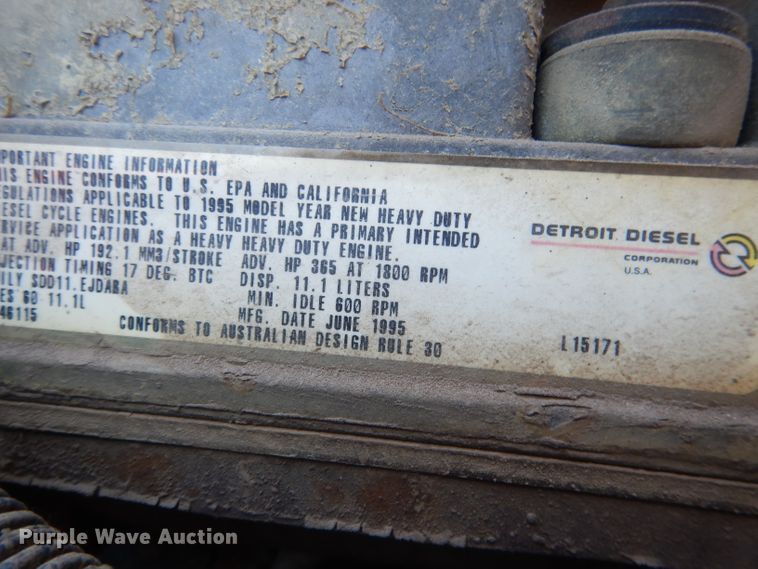 PORTANT ENGINE INFORMATION
IS ENGINE CONFORMS TO U.S. EPA AND CALIFORNIA
GULATIONS APPLICABLE TO 1995 MODEL YEAR NEW HEAVY DUTY
ESEL CYCLE ENGINES. THIS ENGINE HAS A PRIMARY INTENDED
RVICE APPLICATION AS A HEAVY HEAVY DUTY ENGINE.
AT ADV. HP 192.1 MM3/STROKE ADV. HP 365 AT 1800 RPM
JECTION TIMING 17 DEG. BTC DISP. 11.1 LITERS
ILY SDD11.EJDARA MIN. IDLE 600 RPM
ES 60 11.1L MFG. DATE JUNE 1995
46115 CONFORMS TO AUSTRALIAN DESIGN RULE 30
DETROIT DIESEL
CORPORATION
U.S.A.
L15171
Purple Wave Auction